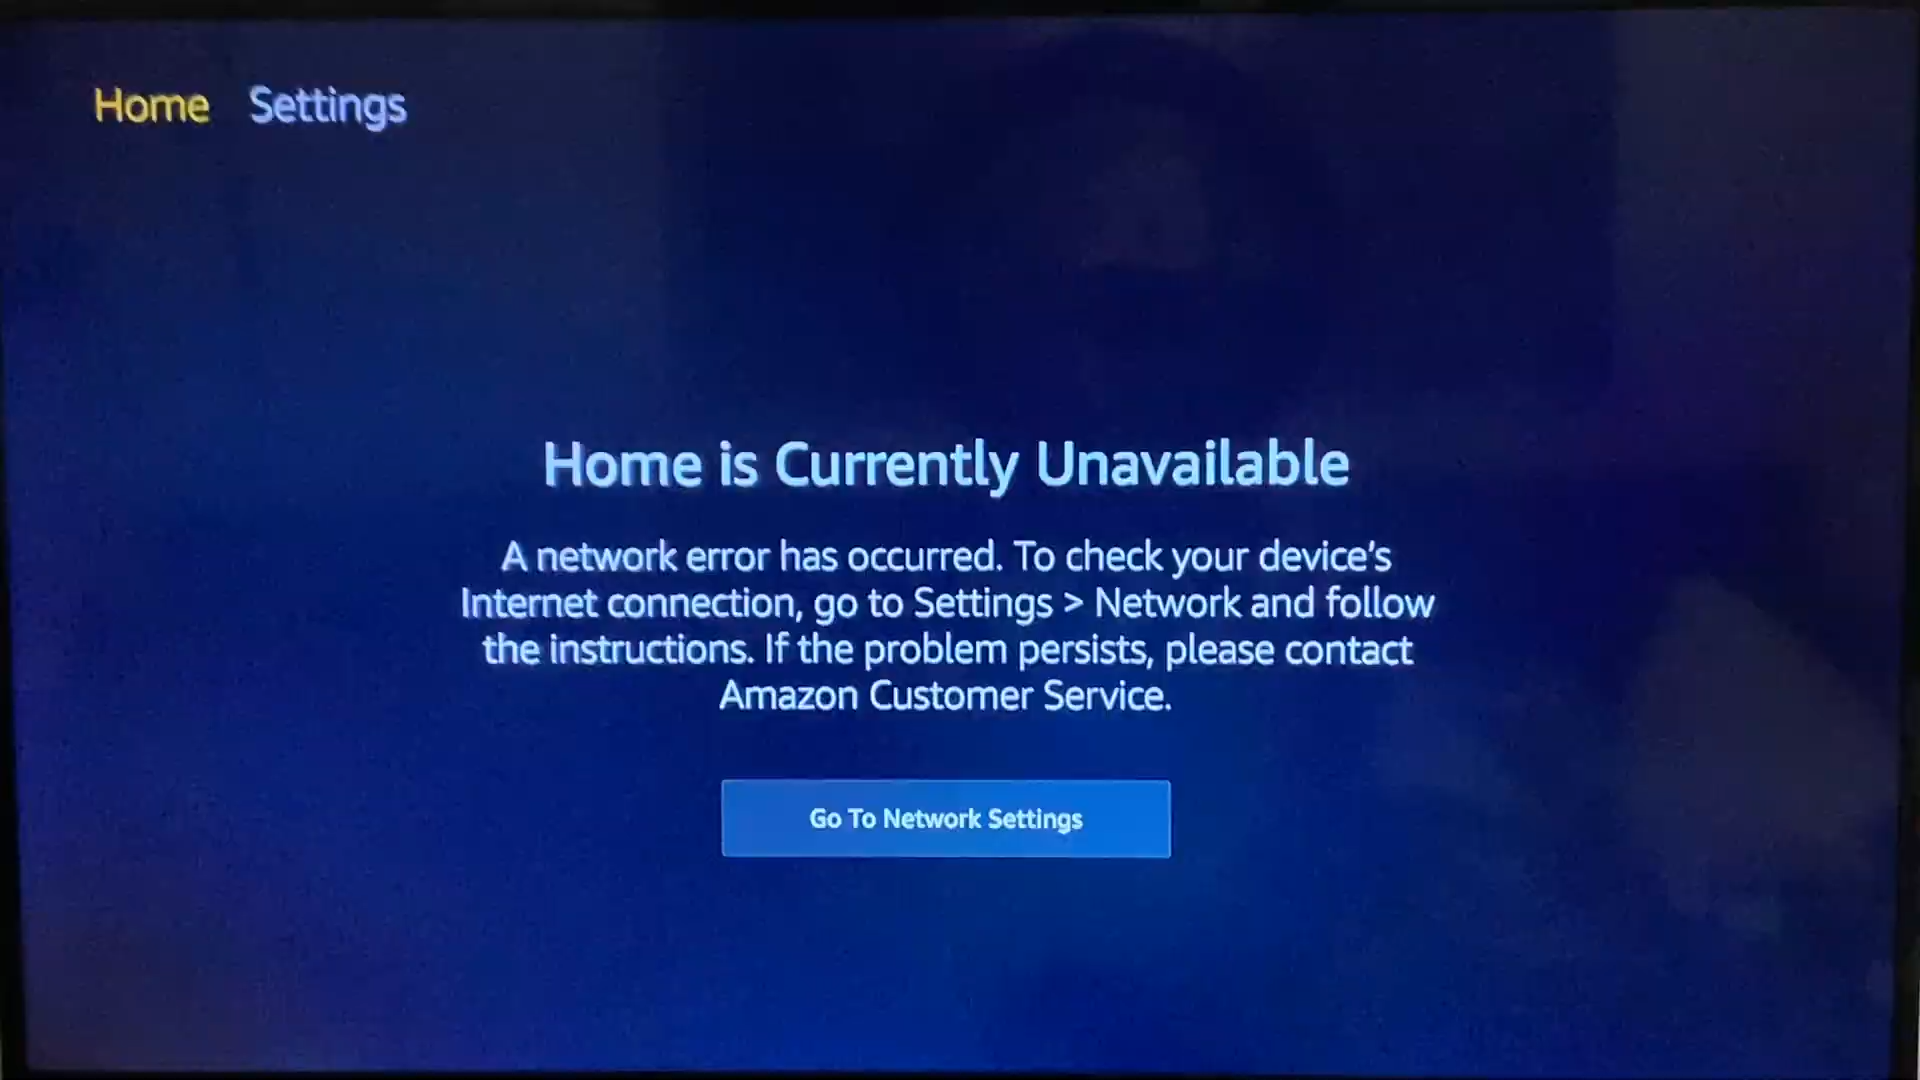 Home Settings
Home is Currently Unavailable
A network error has occurred. To check your device's
Internet connection, go to Settings > Network and follow
the instructions. If the problem persists, please contact
Amazon Customer Service.
Go To Network Settings